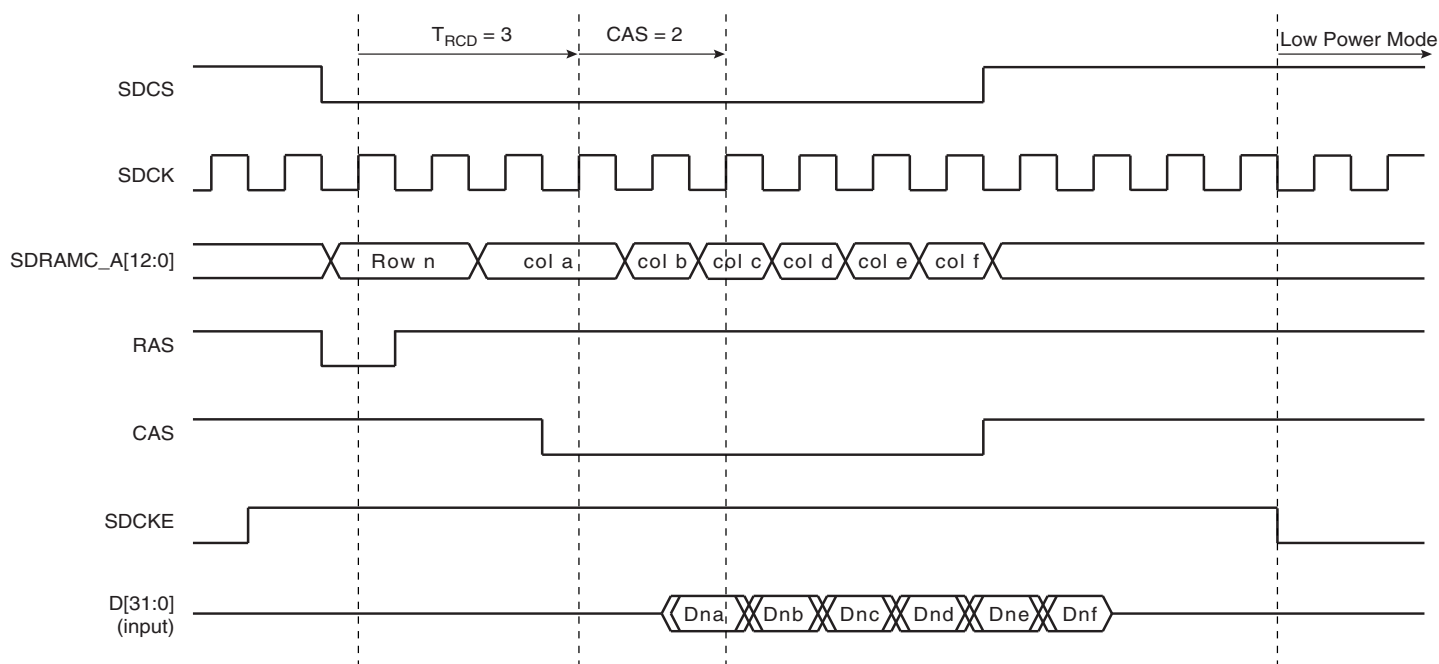 T_RCD = 3
CAS = 2
Low Power Mode
SDCS
SDCK
SDRAMC_A[12:0]
Row n
col a
col b
col c
col d
col e
col f
RAS
CAS
SDCKE
D[31:0]
(input)
Dna
Dnb
Dnc
Dnd
Dne
Dnf